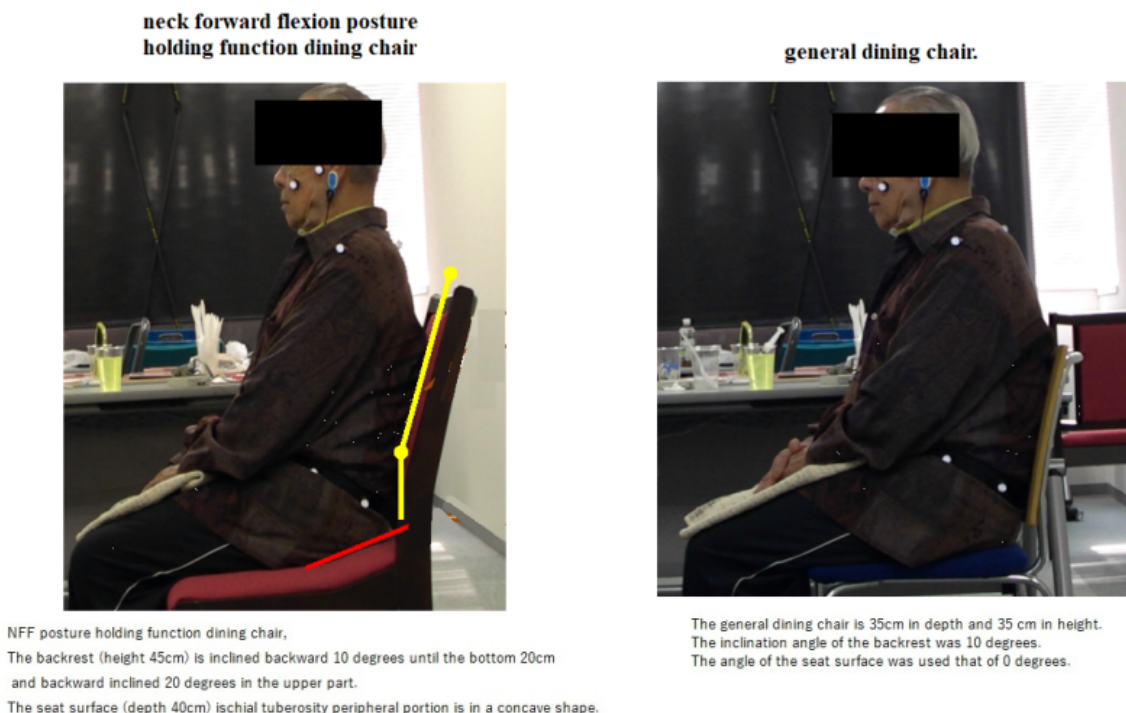 neck forward flexion posture
holding function dining chair
general dining chair.
NFF posture holding function dining chair,
The backrest (height 45cm) is inclined backward 10 degrees until the bottom 20cm
and backward inclined 20 degrees in the upper part.
The seat surface (depth 40cm) ischial tuberosity peripheral portion is in a concave shape.
The general dining chair is 35cm in depth and 35 cm in height.
The inclination angle of the backrest was 10 degrees.
The angle of the seat surface was used that of 0 degrees.